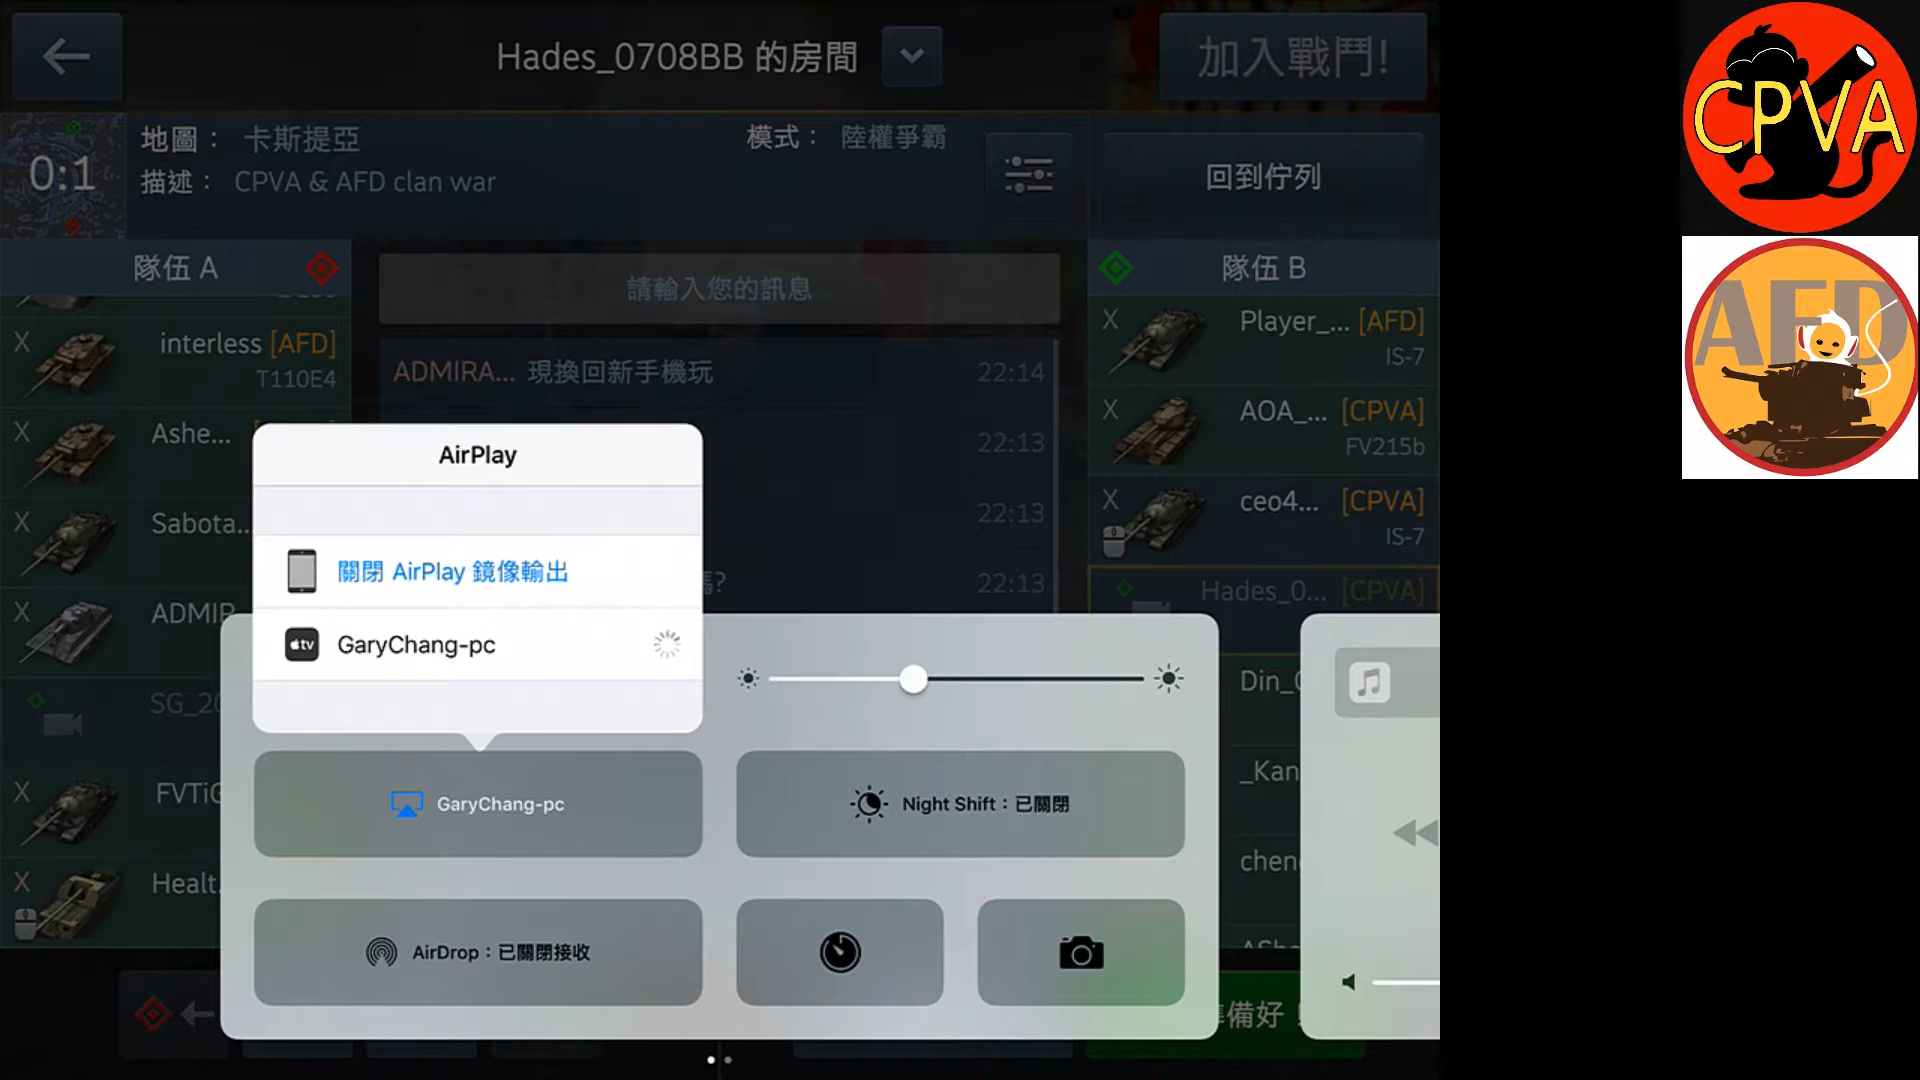 Hades_0708BB 的房間
加入戰鬥!
0:1
地圖： 卡斯提亞
模式： 陸權爭霸
描述： CPVA & AFD clan war
回到佇列
隊伍 A
隊伍 B
請輸入您的訊息
X interless [AFD]
T110E4
X Ashe...
X Sabota...
X ADMIR
SG_20
X FVTiG
X Healt.
ADMIRA... 現換回新手機玩 22:14
22:13
22:13
22:13
X Player_... [AFD]
IS-7
X AOA_... [CPVA]
FV215b
X ceo4... [CPVA]
IS-7
Hades_0... [CPVA]
Din_
_Kan
chen
AirPlay
關閉 AirPlay 鏡像輸出
tv GaryChang-pc
GaryChang-pc
Night Shift：已關閉
AirDrop：已關閉接收
備好
CPVA
AFD